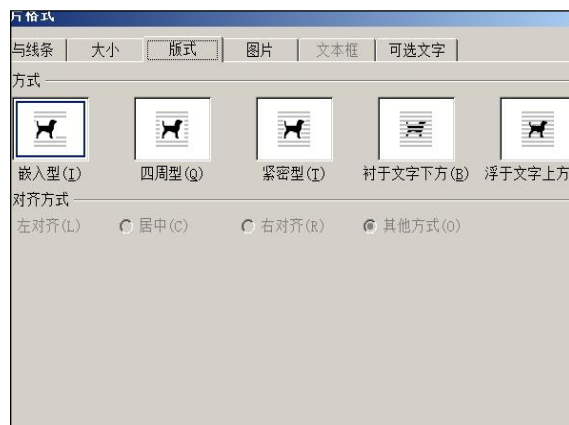 片格式
与线条 大小 版式 图片 文本框 可选文字
方式
嵌入型(I) 四周型(Q) 紧密型(T) 衬于文字下方(B) 浮于文字上方
对齐方式
左对齐(L) 居中(C) 右对齐(R) 其他方式(O)